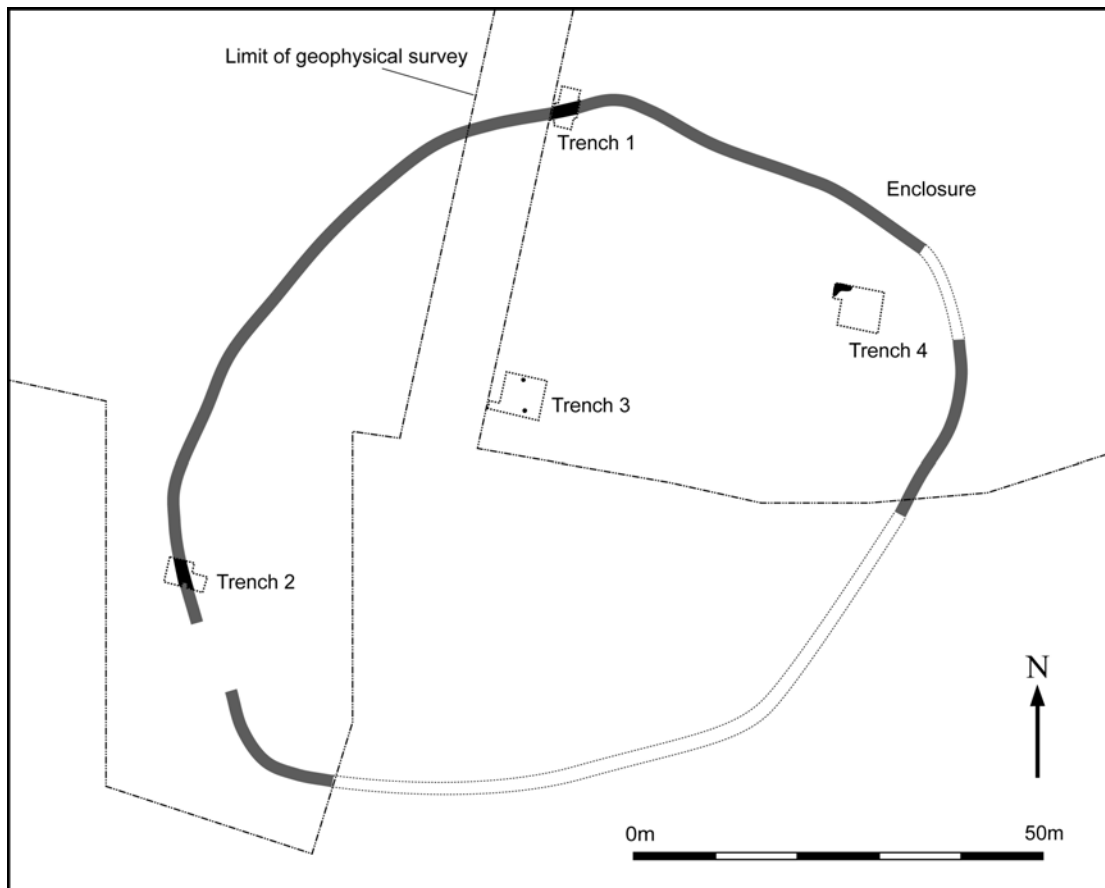 Limit of geophysical survey
Trench 1
Enclosure
Trench 4
Trench 3
Trench 2
N
0m 50m